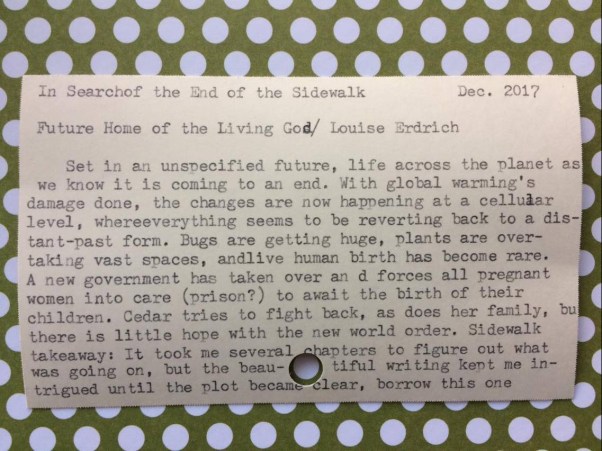 In Searchof the End of the Sidewalk Dec. 2017
Future Home of the Living God/ Louise Erdrich
Set in an unspecified future, life across the planet as
we know it is coming to an end. With global warming's
damage done, the changes are now happening at a cellular
level, whereeverything seems to be reverting back to a dis-
tant-past form. Bugs are getting huge, plants are over-
taking vast spaces, andlive human birth has become rare.
A new government has taken over an d forces all pregnant
women into care (prison?) to await the birth of their
children. Cedar tries to fight back, as does her family, bu
there is little hope with the new world order. Sidewalk
takeaway: It took me several chapters to figure out what
was going on, but the beau- tiful writing kept me in-
trigued until the plot became clear, borrow this one